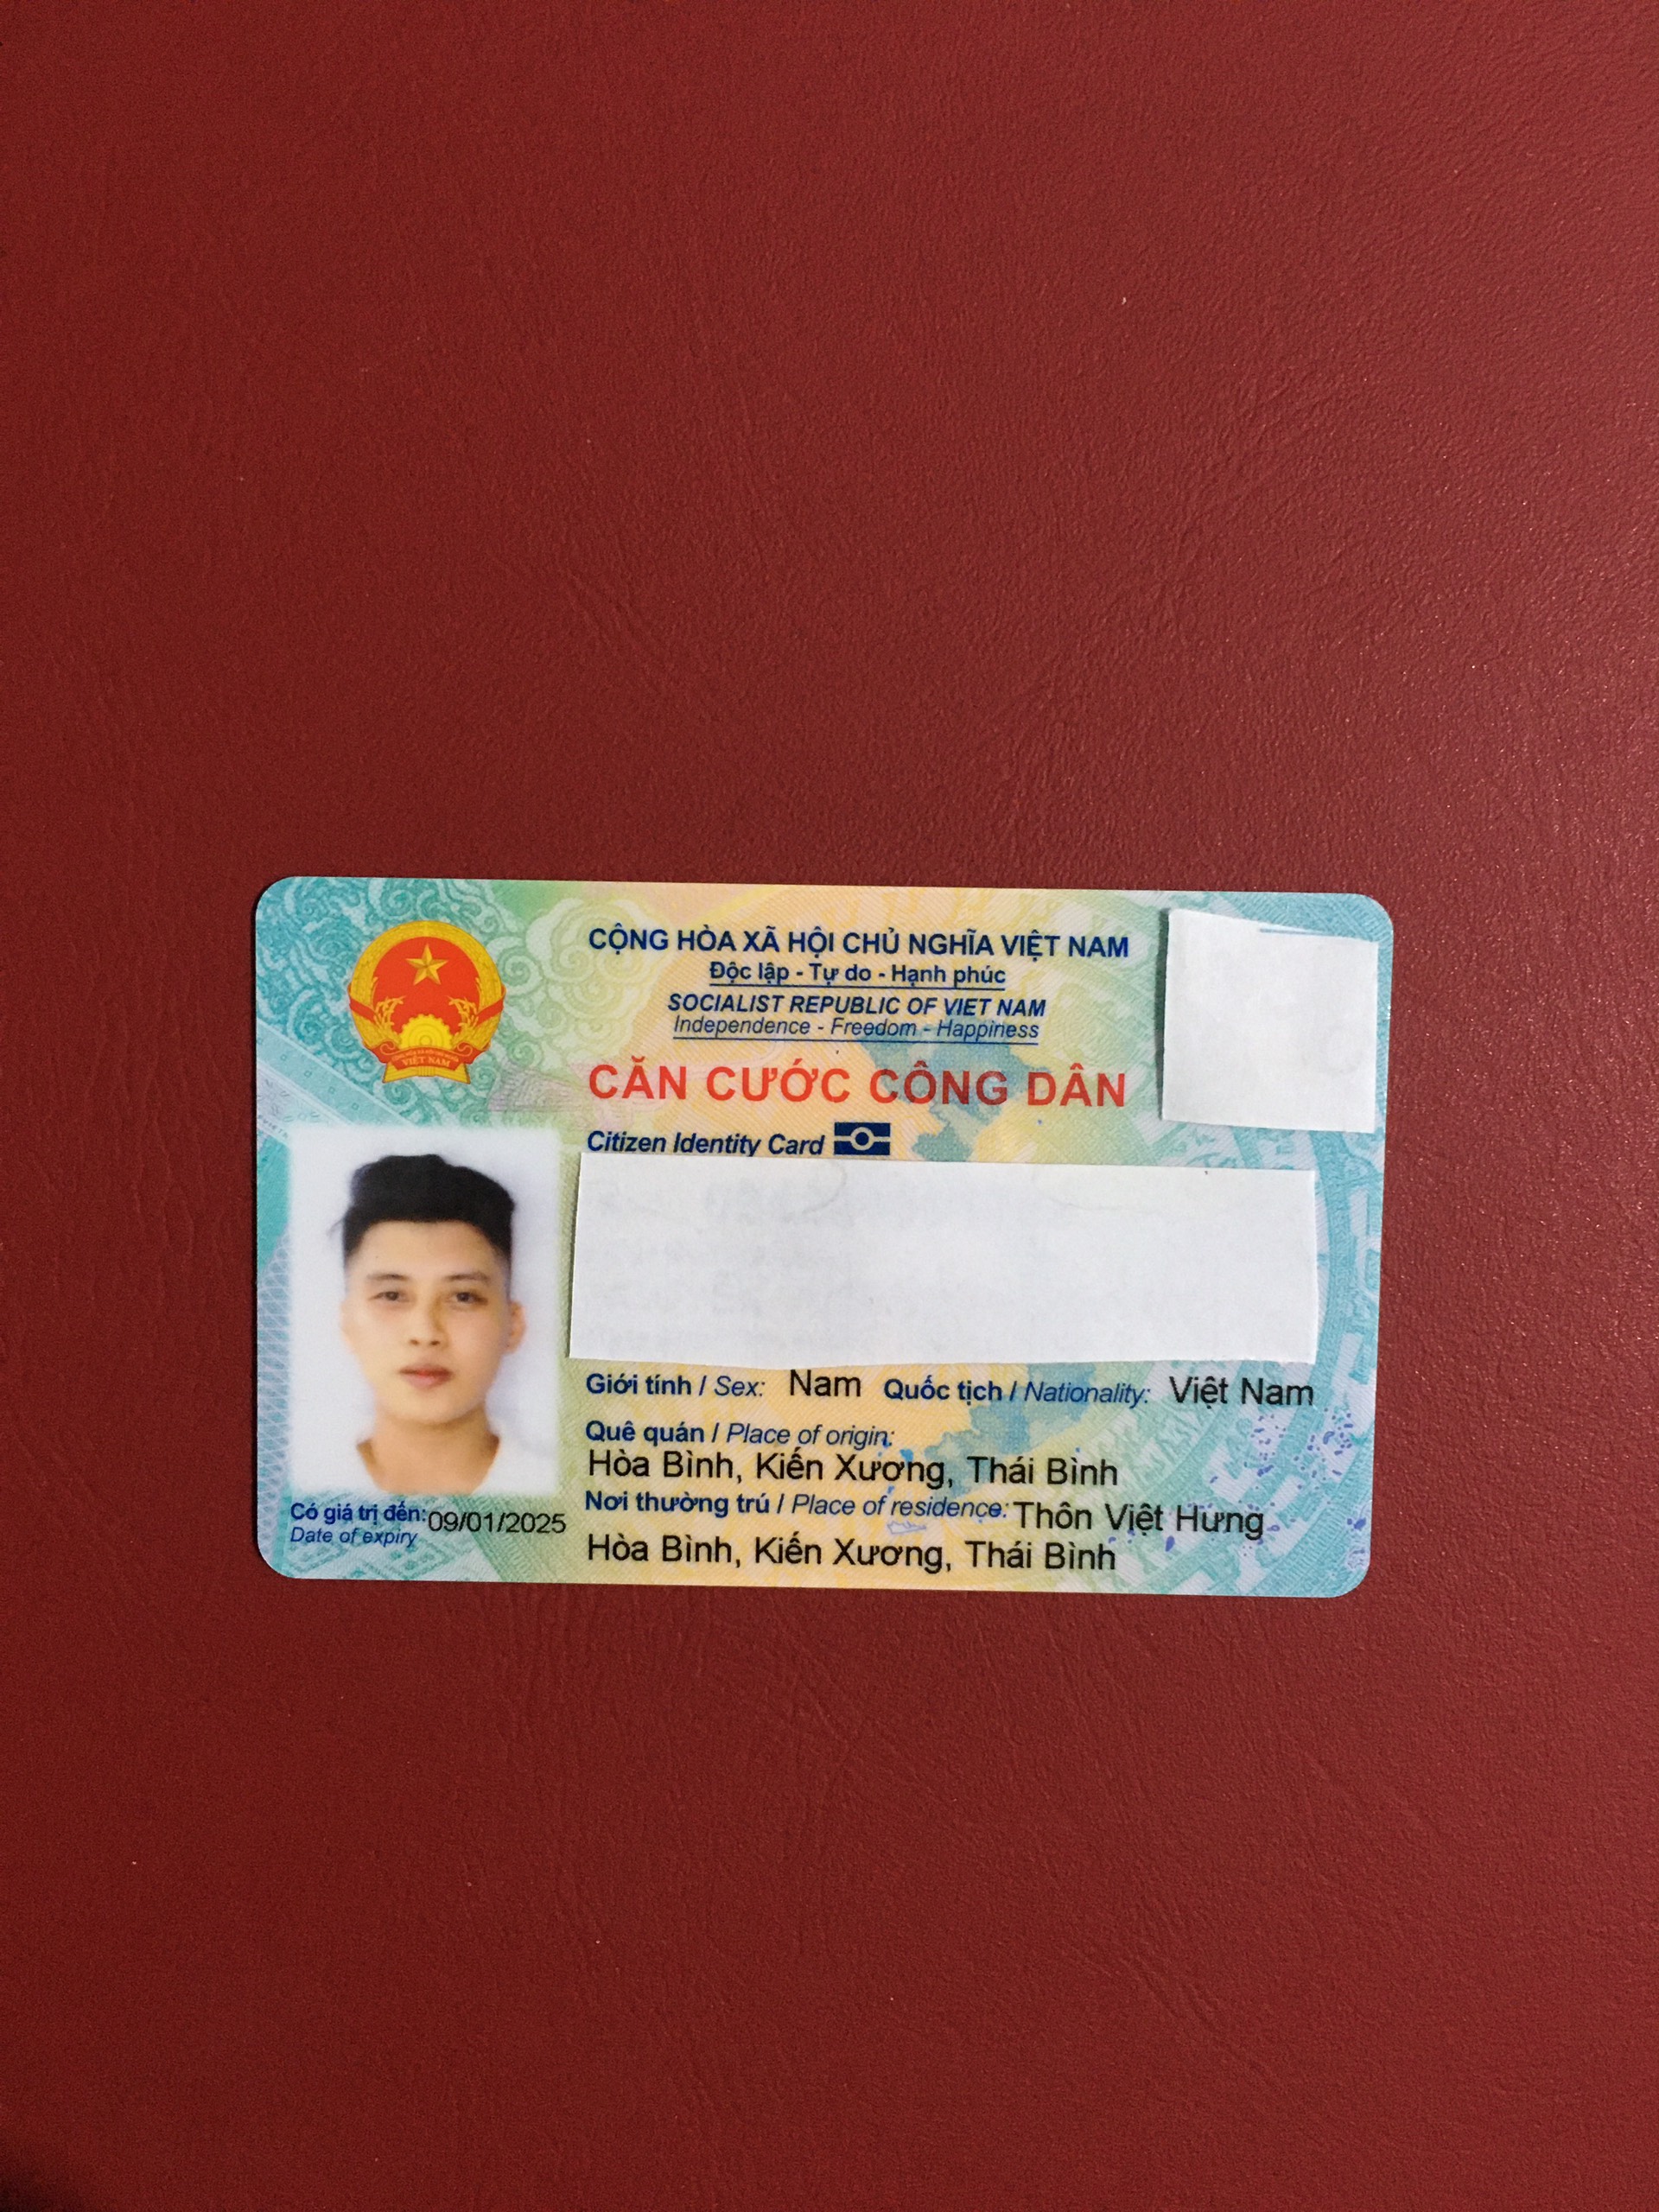 CỘNG HÒA XÃ HỘI CHỦ NGHĨA VIỆT NAM
Độc lập - Tự do - Hạnh phúc
SOCIALIST REPUBLIC OF VIET NAM
Independence - Freedom - Happiness
CĂN CƯỚC CÔNG DÂN
Citizen Identity Card
VIỆT NAM
Giới tính / Sex: Nam Quốc tịch / Nationality: Việt Nam
Quê quán / Place of origin:
Hòa Bình, Kiến Xương, Thái Bình
Nơi thường trú / Place of residence: Thôn Việt Hưng
Hòa Bình, Kiến Xương, Thái Bình
Có giá trị đến: 09/01/2025
Date of expiry